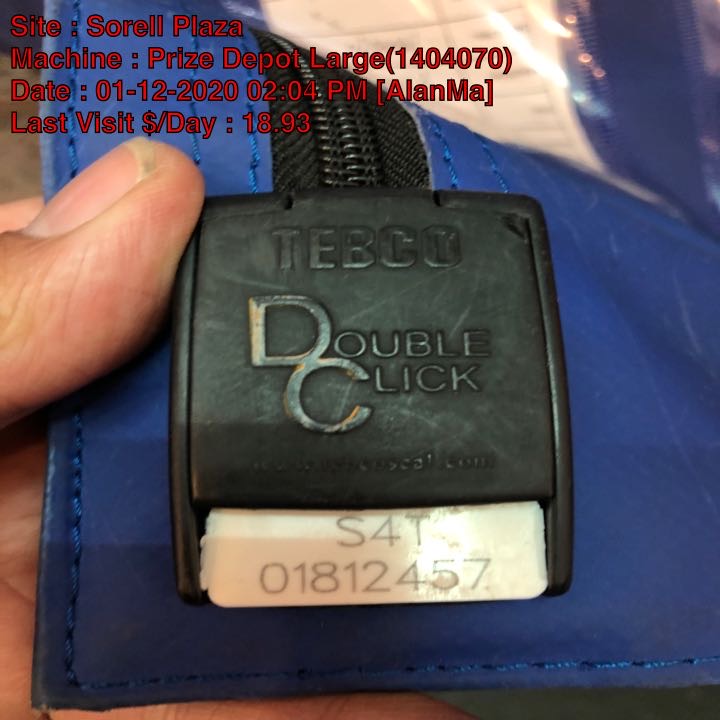 Site : Sorell Plaza
Machine : Prize Depot Large(1404070)
Date : 01-12-2020 02:04 PM [AlanMa]
Last Visit $/Day : 18.93
TEBCO
DOUBLE
CLICK
S4T
01812457